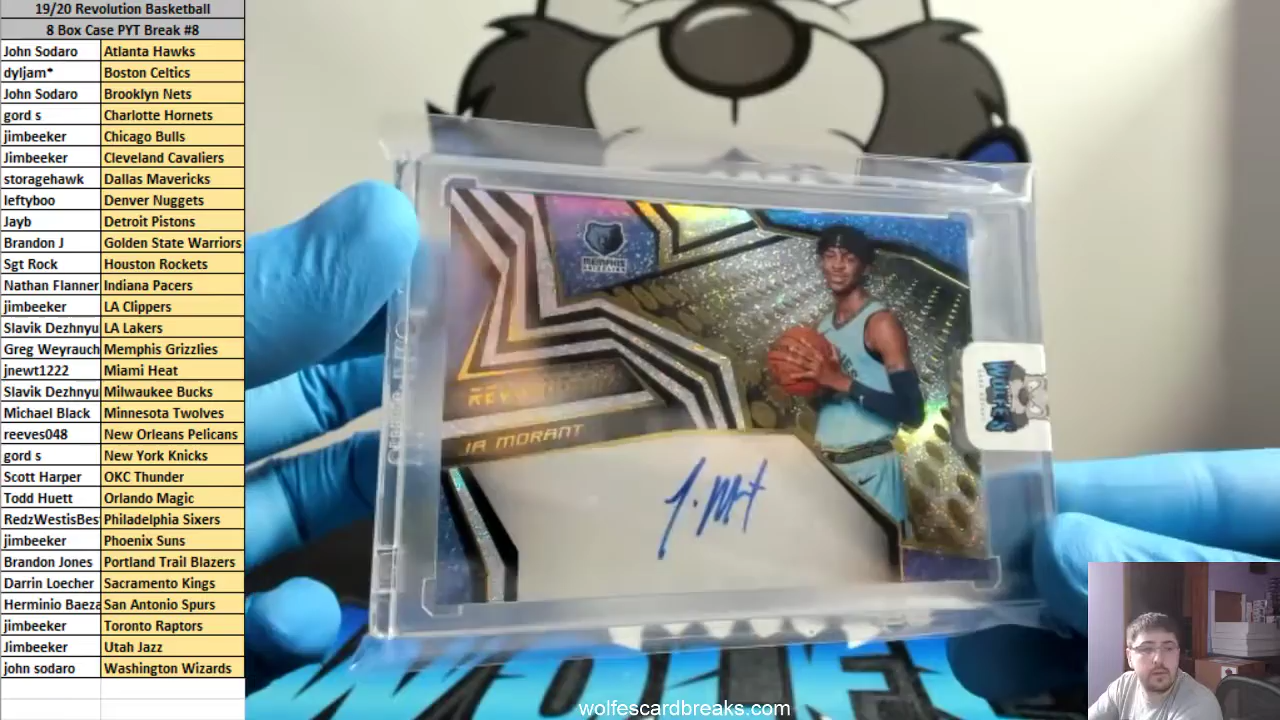 19/20 Revolution Basketball
8 Box Case PYT Break #8
John Sodaro Atlanta Hawks
dyljam* Boston Celtics
John Sodaro Brooklyn Nets
gord s Charlotte Hornets
jimbeeker Chicago Bulls
Jimbeeker Cleveland Cavaliers
storagehawk Dallas Mavericks
leftyboo Denver Nuggets
Jayb Detroit Pistons
Brandon J Golden State Warriors
Sgt Rock Houston Rockets
Nathan Flanner Indiana Pacers
jimbeeker LA Clippers
Slavik Dezhnyu LA Lakers
Greg Weyrauch Memphis Grizzlies
jnewt1222 Miami Heat
Slavik Dezhnyu Milwaukee Bucks
Michael Black Minnesota Twolves
reeves048 New Orleans Pelicans
gord s New York Knicks
Scott Harper OKC Thunder
Todd Huett Orlando Magic
RedzWestisBes Philadelphia Sixers
jimbeeker Phoenix Suns
Brandon Jones Portland Trail Blazers
Darrin Loecher Sacramento Kings
Herminio Baeza San Antonio Spurs
jimbeeker Toronto Raptors
Jimbeeker Utah Jazz
john sodaro Washington Wizards
MEMPHIS
GRIZZLIES
JA MORANT
J. Mort
WOLFES
WOLFE
wolfescardbreaks.com